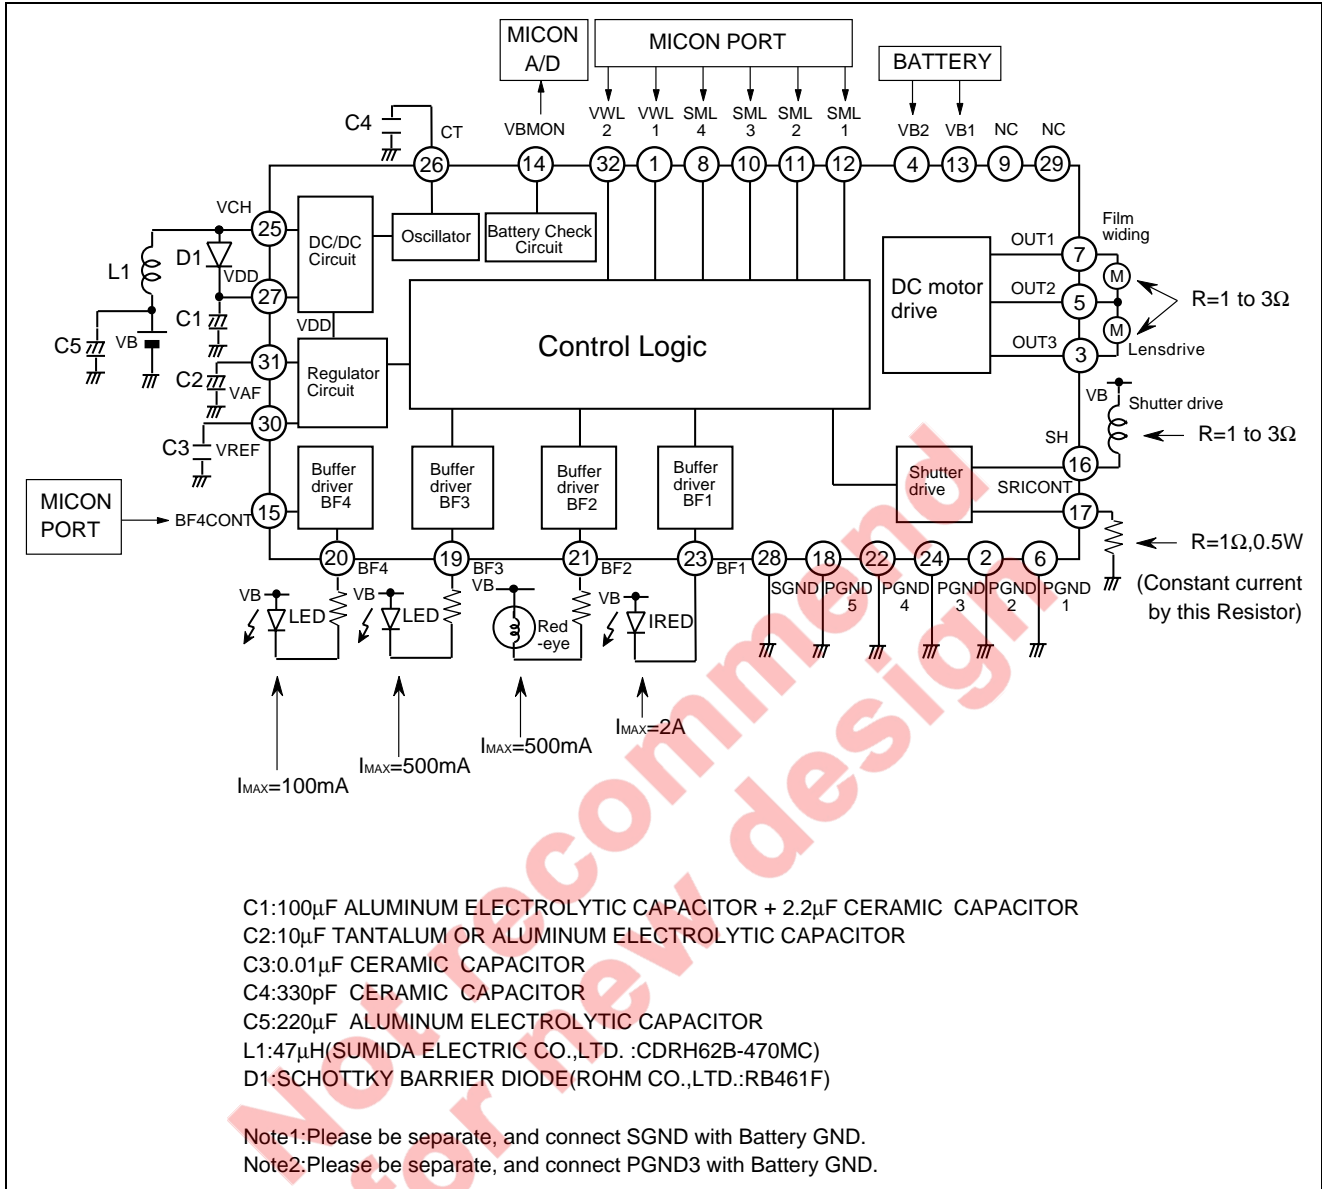 MICON
A/D
MICON PORT
BATTERY
C4
CT
VBMON
VWL
2
VWL
1
SML
4
SML
3
SML
2
SML
1
VB2
VB1
NC
NC
26
14
32
1
8
10
11
12
4
13
9
29
VCH
25
DC/DC
Circuit
Oscillator
Battery Check
Circuit
L1
D1
VDD
27
C1
VDD
C5
VB
31
C2
VAF
Regulator
Circuit
30
C3
VREF
Control Logic
DC motor
drive
OUT1
OUT2
OUT3
7
5
3
Film
widing
M
M
R=1 to 3Ω
Lensdrive
VB
Shutter drive
SH
R=1 to 3Ω
16
SRICONT
17
Shutter
drive
R=1Ω,0.5W
(Constant current
by this Resistor)
MICON
PORT
BF4CONT
15
Buffer
driver
BF4
Buffer
driver
BF3
Buffer
driver
BF2
Buffer
driver
BF1
20
BF4
19
BF3
21
BF2
23
BF1
28
18
22
24
2
6
SGND
PGND
5
PGND
4
PGND
3
PGND
2
PGND
1
VB
LED
VB
LED
VB
Red
-eye
VB
IRED
IMAX=100mA
IMAX=500mA
IMAX=500mA
IMAX=2A
C1:100µF ALUMINUM ELECTROLYTIC CAPACITOR + 2.2µF CERAMIC CAPACITOR
C2:10µF TANTALUM OR ALUMINUM ELECTROLYTIC CAPACITOR
C3:0.01µF CERAMIC CAPACITOR
C4:330pF CERAMIC CAPACITOR
C5:220µF ALUMINUM ELECTROLYTIC CAPACITOR
L1:47µH(SUMIDA ELECTRIC CO.,LTD. :CDRH62B-470MC)
D1:SCHOTTKY BARRIER DIODE(ROHM CO.,LTD.:RB461F)
Note1:Please be separate, and connect SGND with Battery GND.
Note2:Please be separate, and connect PGND3 with Battery GND.
Not recommend
for new design